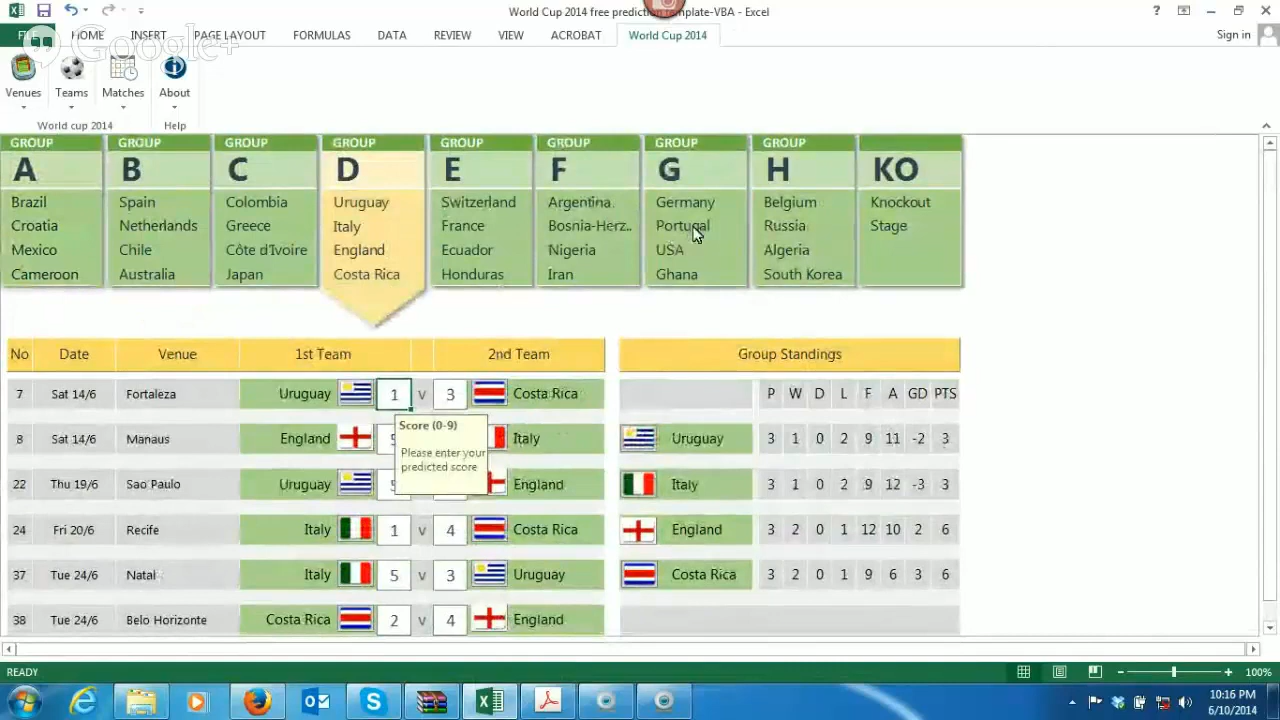 World Cup 2014 free prediction template-VBA - Excel
FILE HOME INSERT PAGE LAYOUT FORMULAS DATA REVIEW VIEW ACROBAT World Cup 2014 Sign in
Google+
Venues Teams Matches About
World cup 2014 Help
GROUP GROUP GROUP GROUP GROUP GROUP GROUP GROUP
A B C D E F G H KO
Brazil Spain Colombia Uruguay Switzerland Argentina Germany Belgium Knockout
Croatia Netherlands Greece Italy France Bosnia-Herz.. Portugal Russia Stage
Mexico Chile Côte d'Ivoire England Ecuador Nigeria USA Algeria
Cameroon Australia Japan Costa Rica Honduras Iran Ghana South Korea
No Date Venue 1st Team 2nd Team Group Standings
7 Sat 14/6 Fortaleza Uruguay 1 v 3 Costa Rica P W D L F A GD PTS
Score (0-9)
8 Sat 14/6 Manaus England Italy Uruguay 3 1 0 2 9 11 -2 3
Please enter your
predicted score
22 Thu 19/6 Sao Paulo Uruguay England Italy 3 1 0 2 9 12 -3 3
24 Fri 20/6 Recife Italy 1 v 4 Costa Rica England 3 2 0 1 12 10 2 6
37 Tue 24/6 Natal Italy 5 v 3 Uruguay Costa Rica 3 2 0 1 9 6 3 6
38 Tue 24/6 Belo Horizonte Costa Rica 2 v 4 England
READY 100%
10:16 PM
6/10/2014